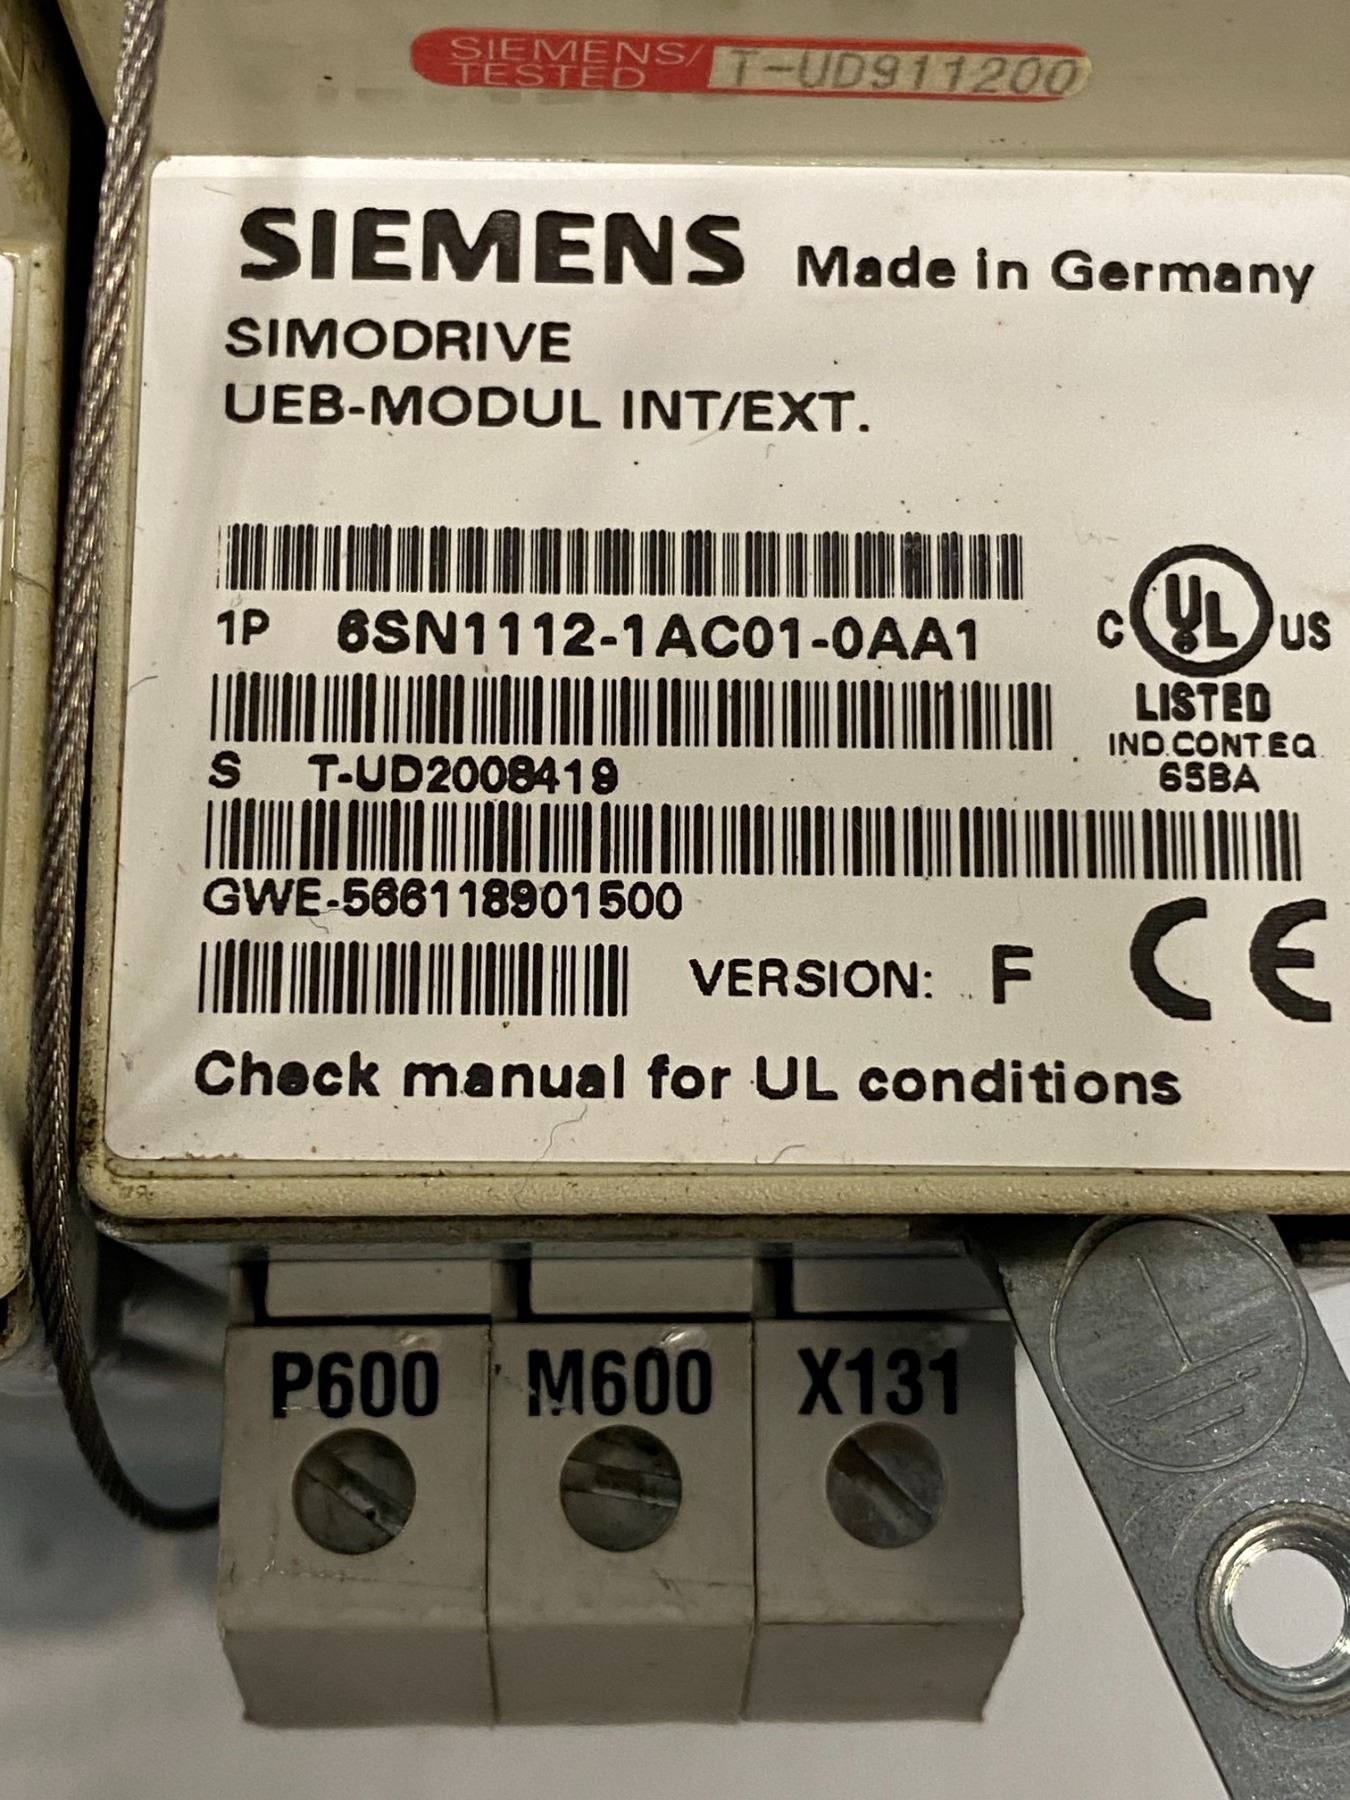 SIEMENS/
TESTED T-UD911200
SIEMENS Made in Germany
SIMODRIVE
UEB-MODUL INT/EXT.
1P 6SN1112-1AC01-0AA1
C UL US
LISTED
IND.CONT.EQ.
65BA
S T-UD2008419
GWE-566118901500
VERSION: F CE
Check manual for UL conditions
P600 M600 X131